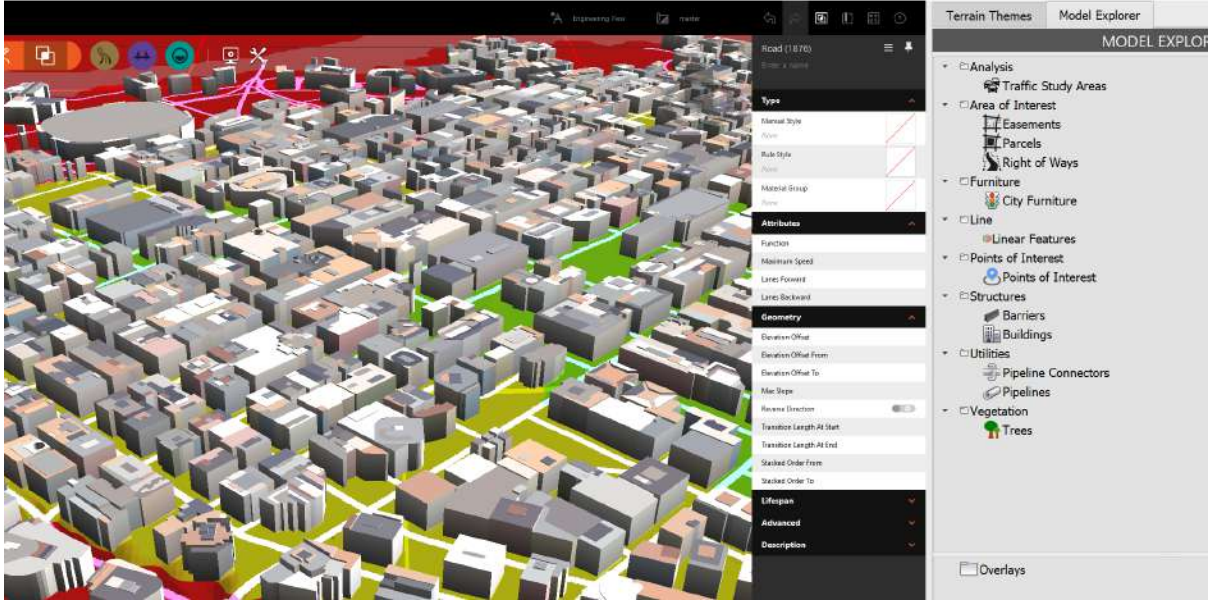 Engineering View
master
Road (1876)
Enter a name
Type
Manual Style
None
Rule Style
None
Material Group
None
Attributes
Function
Maximum Speed
Lanes Forward
Lanes Backward
Geometry
Elevation Offset
Elevation Offset From
Elevation Offset To
Max Slope
Reverse Direction
Transition Length At Start
Transition Length At End
Stacked Order From
Stacked Order To
Lifespan
Advanced
Description
Terrain Themes Model Explorer
MODEL EXPLOR
Analysis
Traffic Study Areas
Area of Interest
Easements
Parcels
Right of Ways
Furniture
City Furniture
Line
Linear Features
Points of Interest
Points of Interest
Structures
Barriers
Buildings
Utilities
Pipeline Connectors
Pipelines
Vegetation
Trees
Overlays